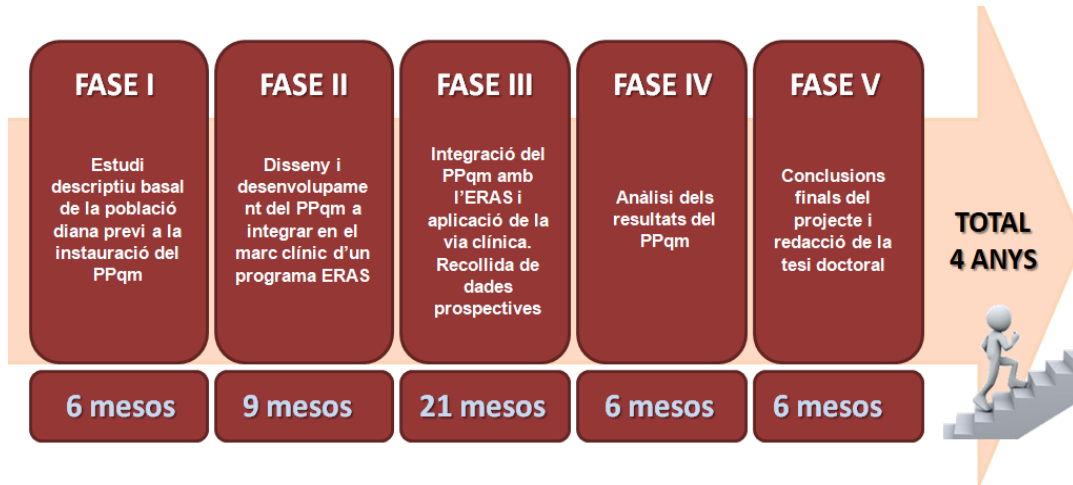 FASE I
Estudi
descriptiu basal
de la població
diana previ a la
instauració del
PPqm
6 mesos
FASE II
Disseny i
desenvolupame
nt del PPqm a
integrar en el
marc clínic d'un
programa ERAS
9 mesos
FASE III
Integració del
PPqm amb
l'ERAS i
aplicació de la
via clínica.
Recollida de
dades
prospectives
21 mesos
FASE IV
Anàlisi dels
resultats del
PPqm
6 mesos
FASE V
Conclusions
finals del
projecte i
redacció de la
tesi doctoral
6 mesos
TOTAL
4 ANYS